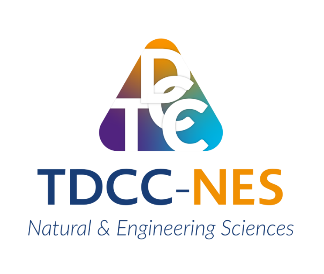 D
C
T C
TDCC-NES
Natural & Engineering Sciences